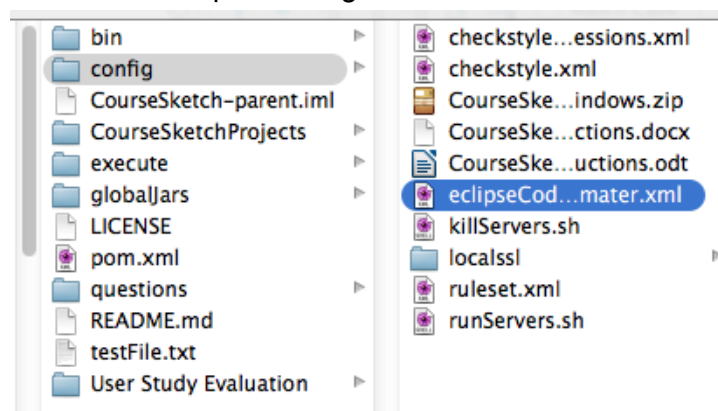 bin
config
CourseSketch-parent.iml
CourseSketchProjects
execute
globalJars
LICENSE
pom.xml
questions
README.md
testFile.txt
User Study Evaluation
checkstyle...essions.xml
checkstyle.xml
CourseSke...indows.zip
CourseSke...ctions.docx
CourseSke...uctions.odt
eclipseCod...mater.xml
killServers.sh
localssl
ruleset.xml
runServers.sh